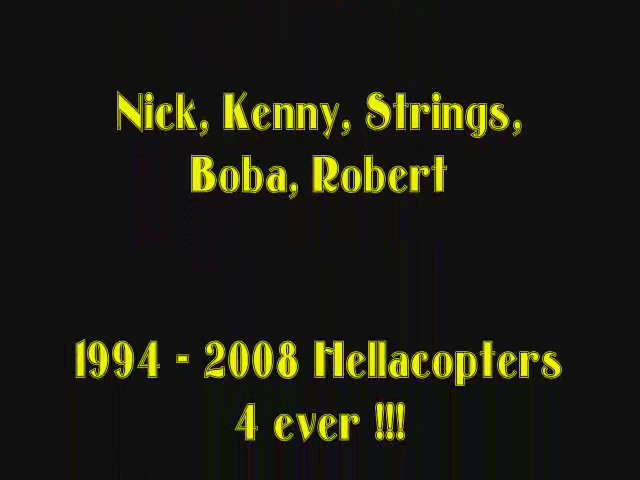 Nick, Kenny, Strings,
Boba, Robert
1994 - 2008 Hellacopters
4 ever !!!